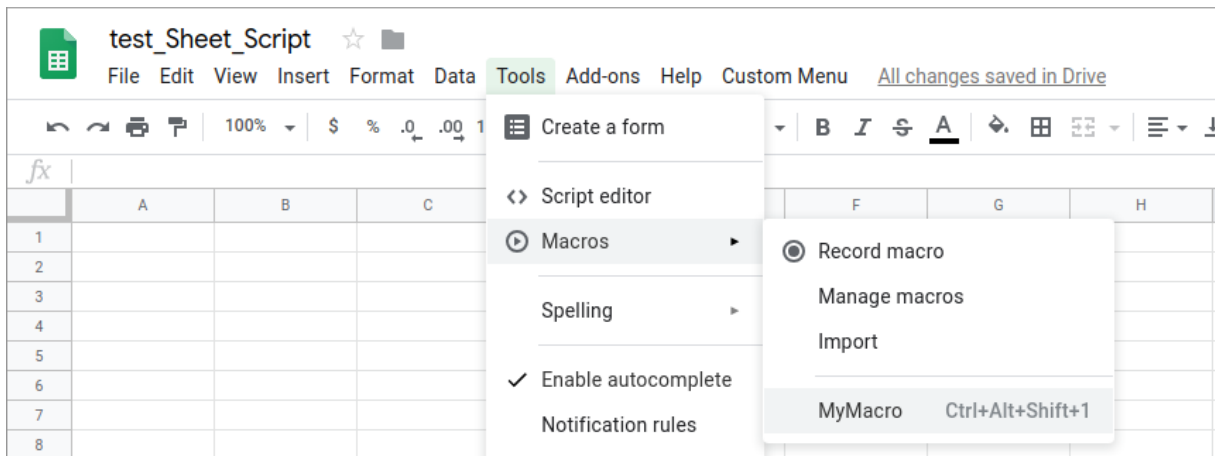 test_Sheet_Script
File Edit View Insert Format Data Tools Add-ons Help Custom Menu All changes saved in Drive
100% $ % .0 .00 1 B I S A
Create a form
fx
Script editor
A B C F G H
Macros
Record macro
Manage macros
Import
Spelling
Enable autocomplete
MyMacro Ctrl+Alt+Shift+1
Notification rules
1
2
3
4
5
6
7
8